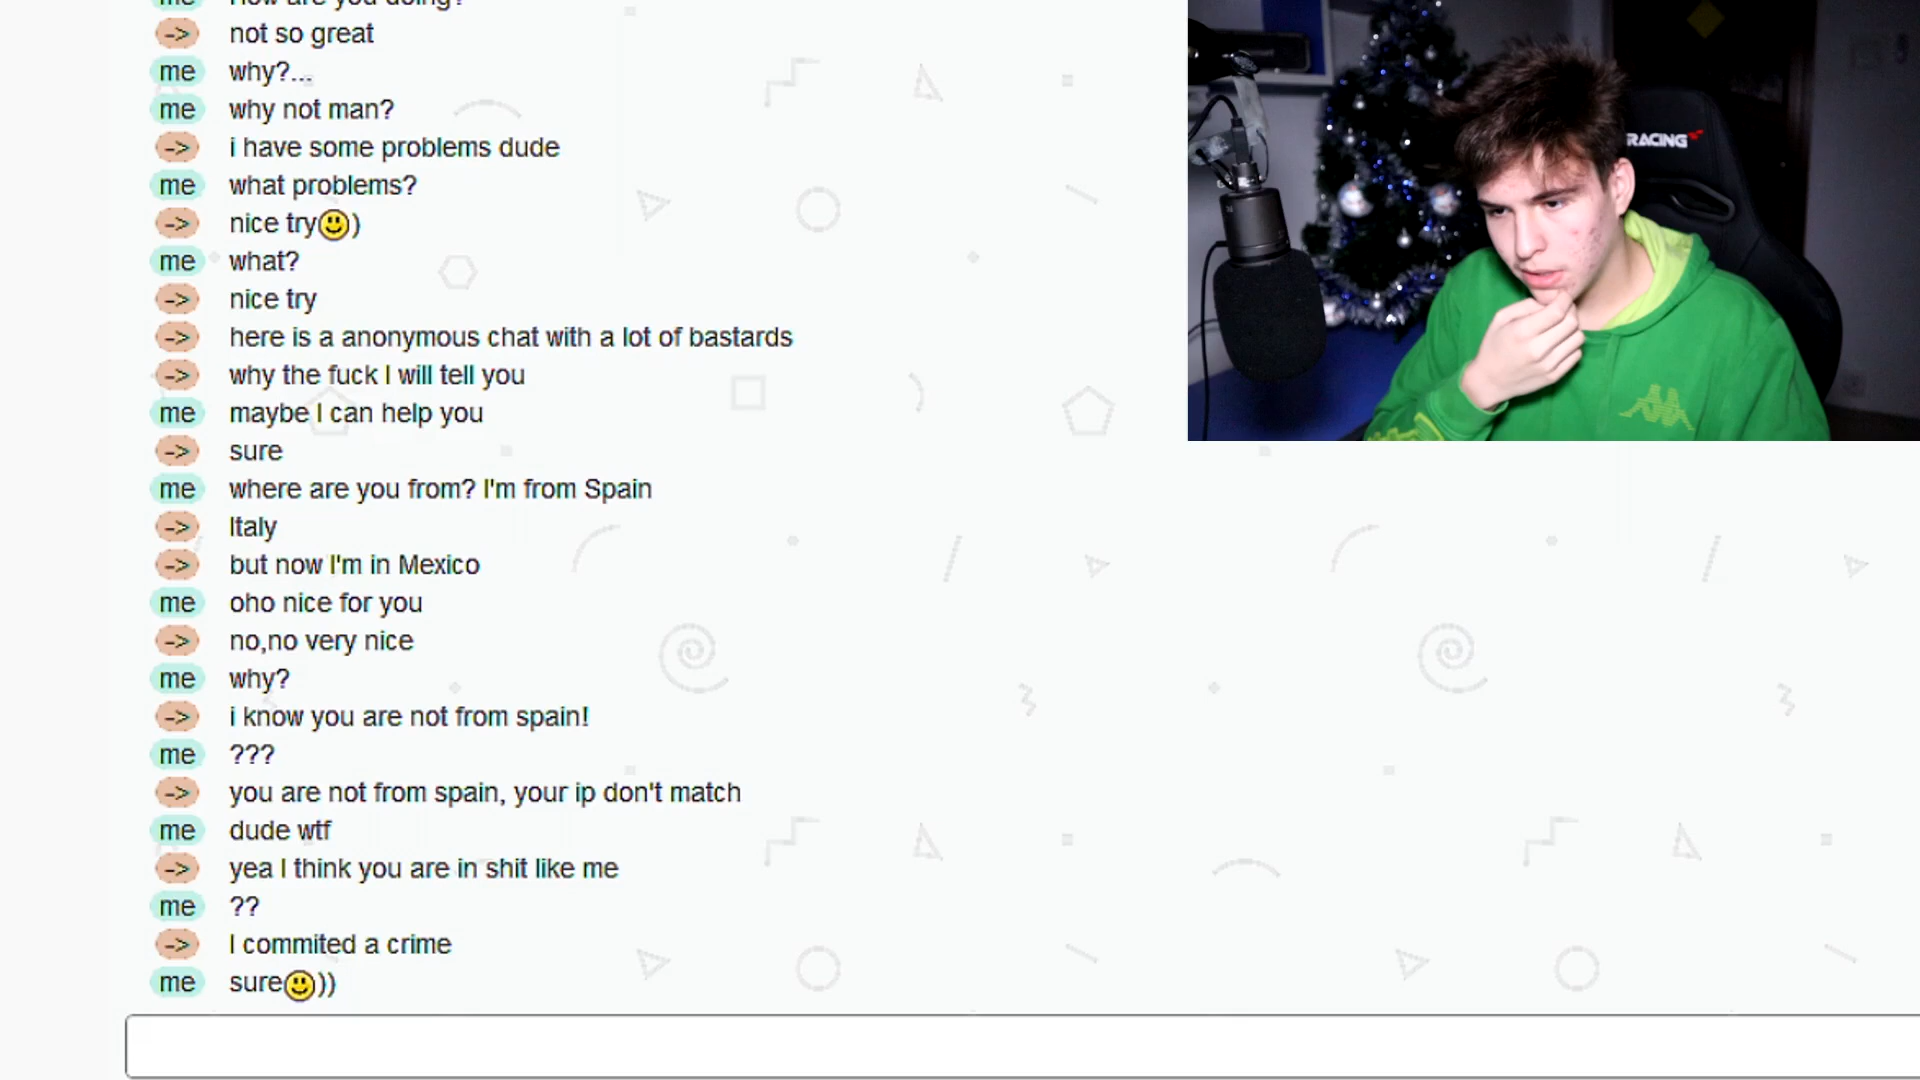 me How are you doing?
-> not so great
me why?...
me why not man?
-> i have some problems dude
me what problems?
-> nice try🙂)
me what?
-> nice try
-> here is a anonymous chat with a lot of bastards
-> why the fuck I will tell you
me maybe I can help you
-> sure
me where are you from? I'm from Spain
-> Italy
-> but now I'm in Mexico
me oho nice for you
-> no,no very nice
me why?
-> i know you are not from spain!
me ???
-> you are not from spain, your ip don't match
me dude wtf
-> yea I think you are in shit like me
me ??
-> I commited a crime
me sure🙂))
RACING